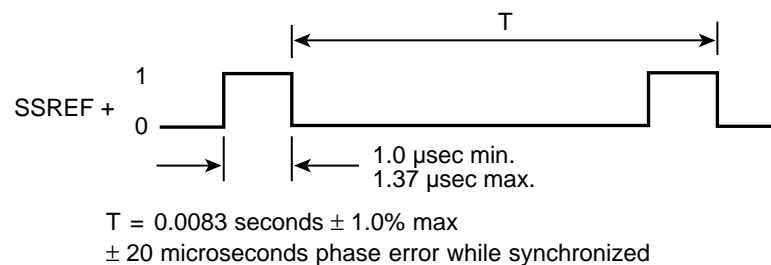 T
1
SSREF +
0
1.0 µsec min.
1.37 µsec max.
T = 0.0083 seconds ± 1.0% max
± 20 microseconds phase error while synchronized